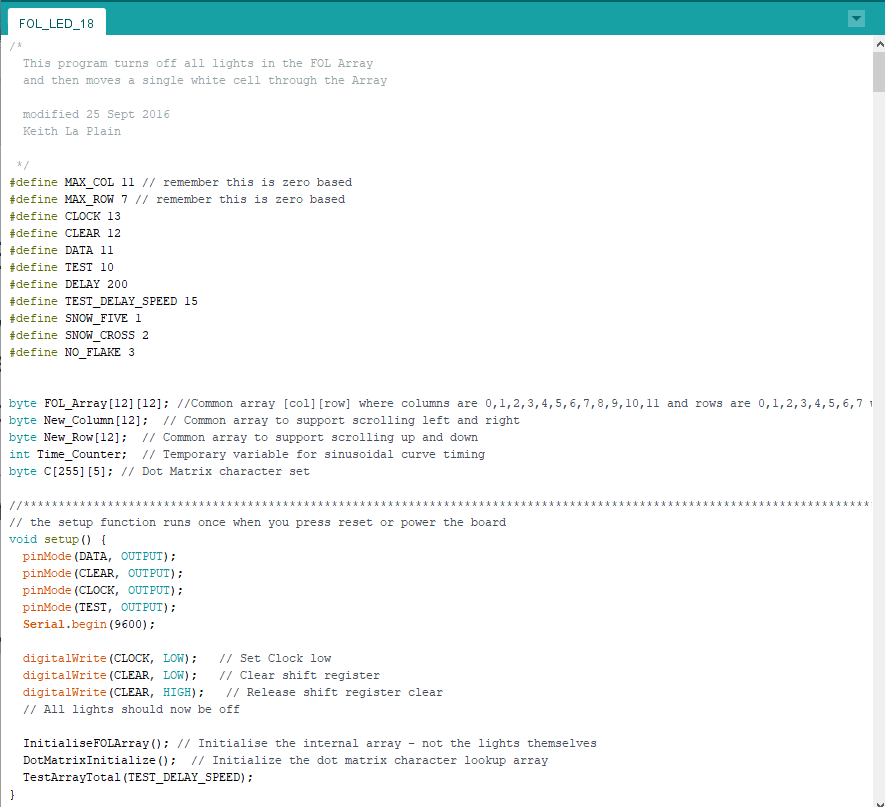 FOL_LED_18
/*
This program turns off all lights in the FOL Array
and then moves a single white cell through the Array
modified 25 Sept 2016
Keith La Plain
*/
#define MAX_COL 11 // remember this is zero based
#define MAX_ROW 7 // remember this is zero based
#define CLOCK 13
#define CLEAR 12
#define DATA 11
#define TEST 10
#define DELAY 200
#define TEST_DELAY_SPEED 15
#define SNOW_FIVE 1
#define SNOW_CROSS 2
#define NO_FLAKE 3
byte FOL_Array[12][12]; //Common array [col][row] where columns are 0,1,2,3,4,5,6,7,8,9,10,11 and rows are 0,1,2,3,4,5,6,7
byte New_Column[12];  // Common array to support scrolling left and right
byte New_Row[12];  // Common array to support scrolling up and down
int Time_Counter;  // Temporary variable for sinusoidal curve timing
byte C[255][5]; // Dot Matrix character set
//*************************************************************************************************************************
// the setup function runs once when you press reset or power the board
void setup() {
pinMode(DATA, OUTPUT);
pinMode(CLEAR, OUTPUT);
pinMode(CLOCK, OUTPUT);
pinMode(TEST, OUTPUT);
Serial.begin(9600);
digitalWrite(CLOCK, LOW);   // Set Clock low
digitalWrite(CLEAR, LOW);   // Clear shift register
digitalWrite(CLEAR, HIGH);   // Release shift register clear
// All lights should now be off
InitialiseFOLArray(); // Initialise the internal array - not the lights themselves
DotMatrixInitialize();  // Initialize the dot matrix character lookup array
TestArrayTotal(TEST_DELAY_SPEED);
}